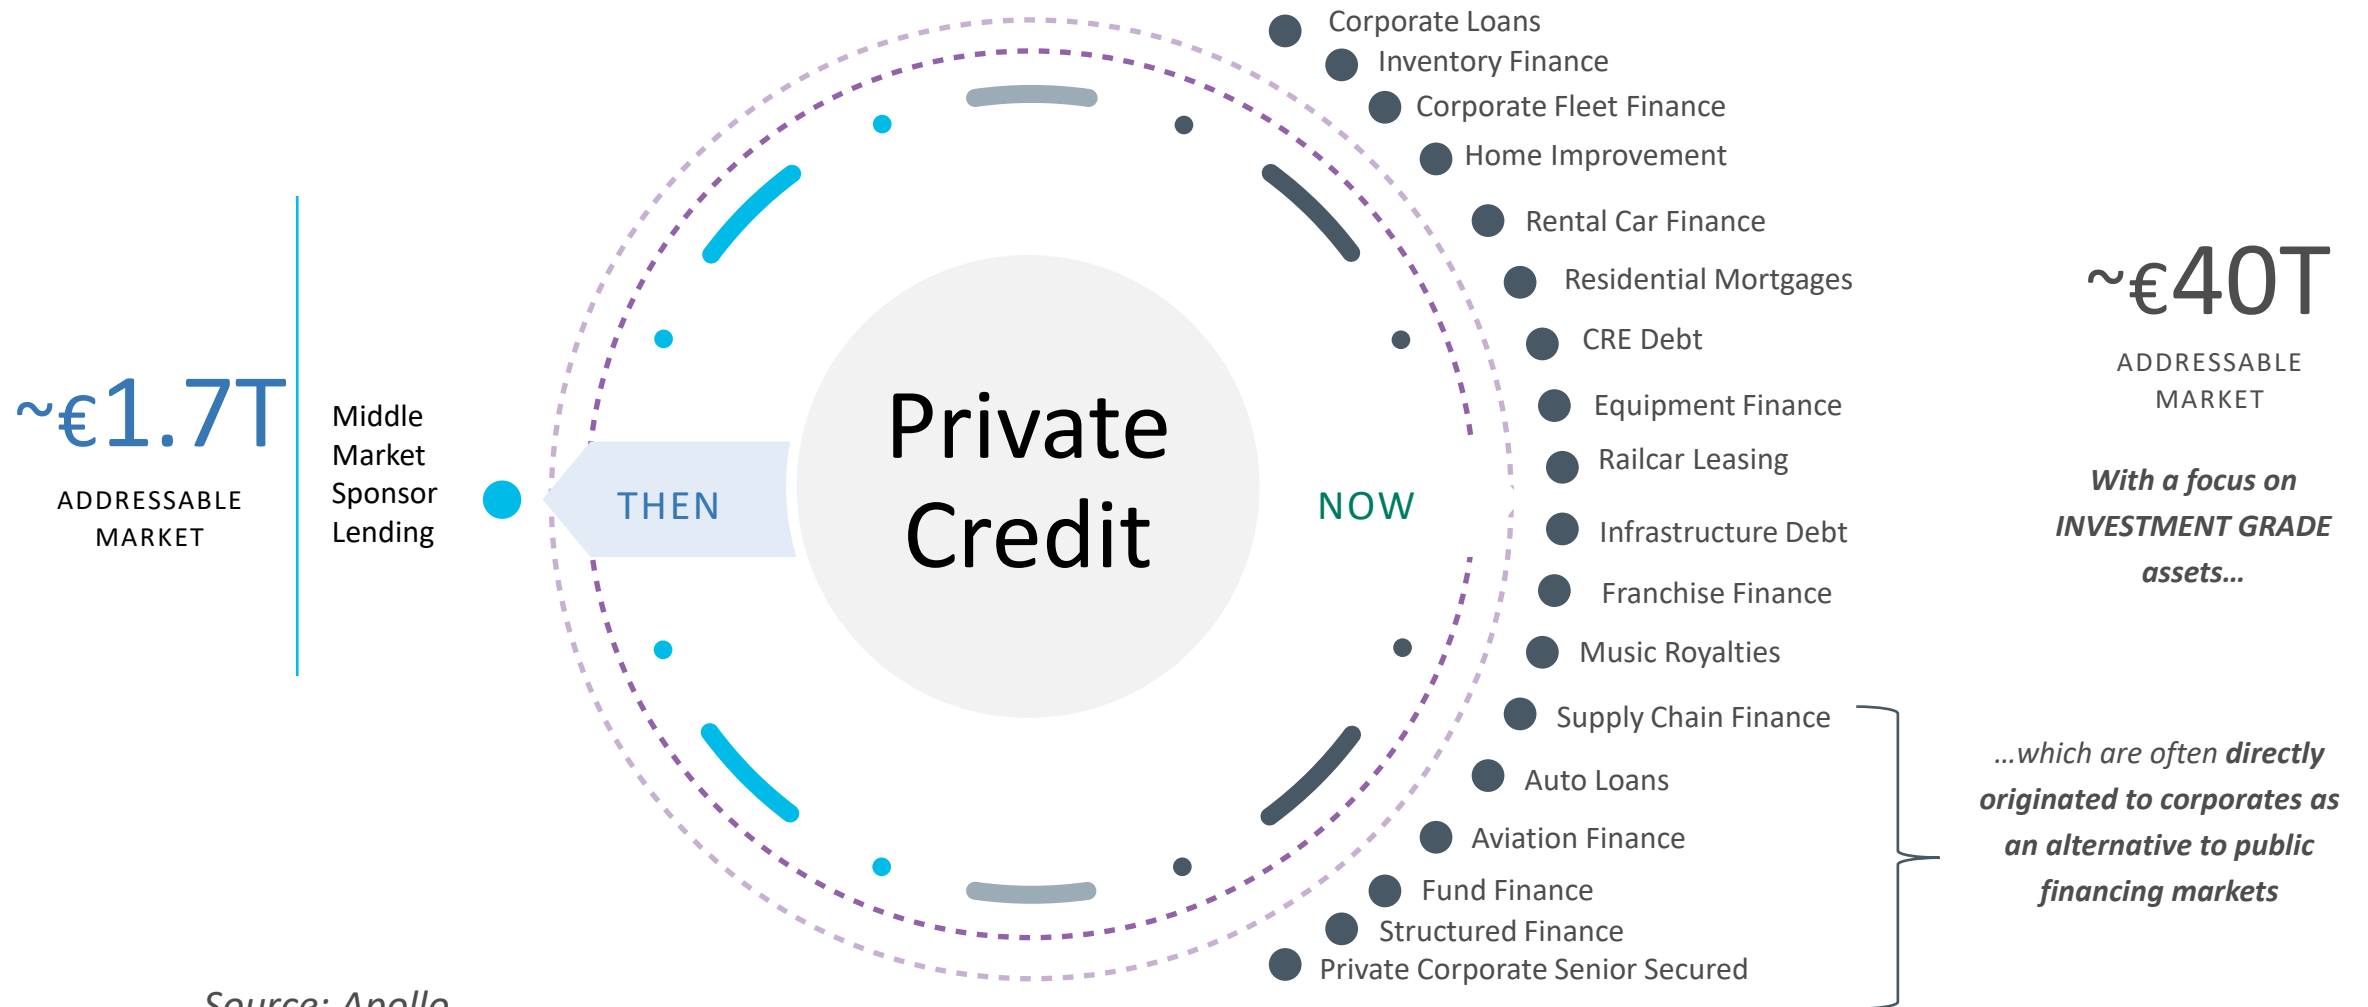 ~€1.7T
ADDRESSABLE
MARKET
Middle
Market
Sponsor
Lending
THEN
Private
Credit
NOW
Corporate Loans
Inventory Finance
Corporate Fleet Finance
Home Improvement
Rental Car Finance
Residential Mortgages
CRE Debt
Equipment Finance
Railcar Leasing
Infrastructure Debt
Franchise Finance
Music Royalties
Supply Chain Finance
Auto Loans
Aviation Finance
Fund Finance
Structured Finance
Private Corporate Senior Secured
~€40T
ADDRESSABLE
MARKET
With a focus on
INVESTMENT GRADE
assets…
…which are often directly
originated to corporates as
an alternative to public
financing markets
Source: Apollo